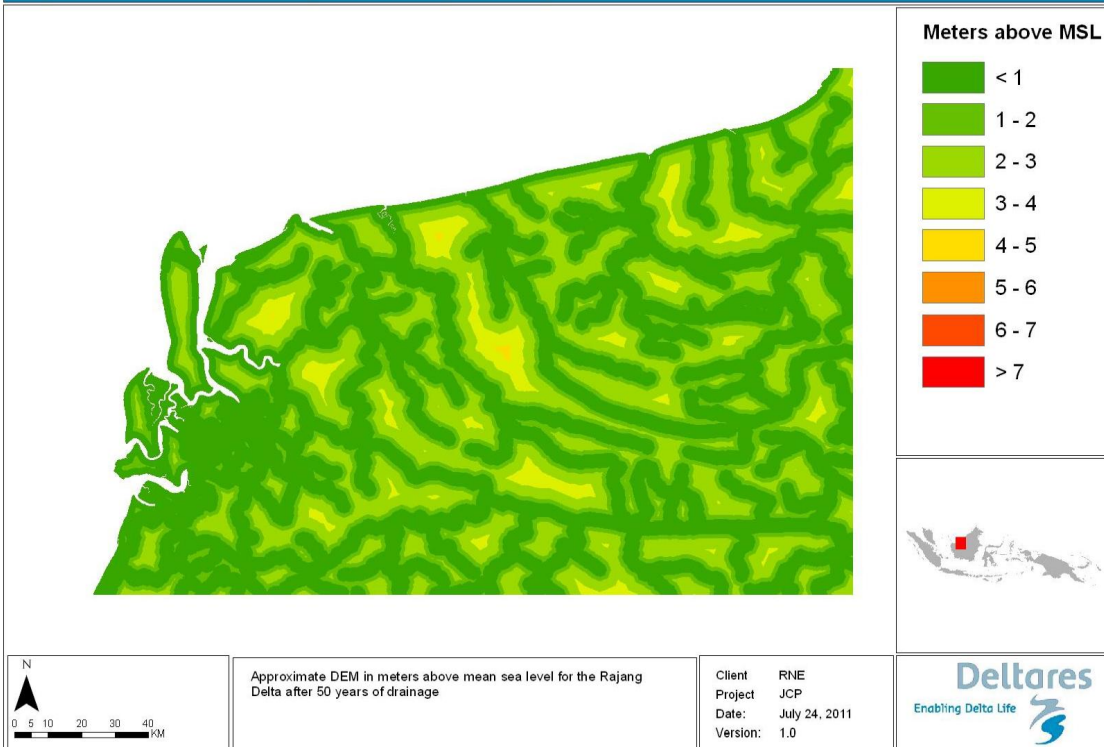 Meters above MSL
< 1
1 - 2
2 - 3
3 - 4
4 - 5
5 - 6
6 - 7
> 7
N
0 5 10 20 30 40
KM
Approximate DEM in meters above mean sea level for the Rajang
Delta after 50 years of drainage
Client RNE
Project JCP
Date: July 24, 2011
Version: 1.0
Deltares
Enabling Delta Life